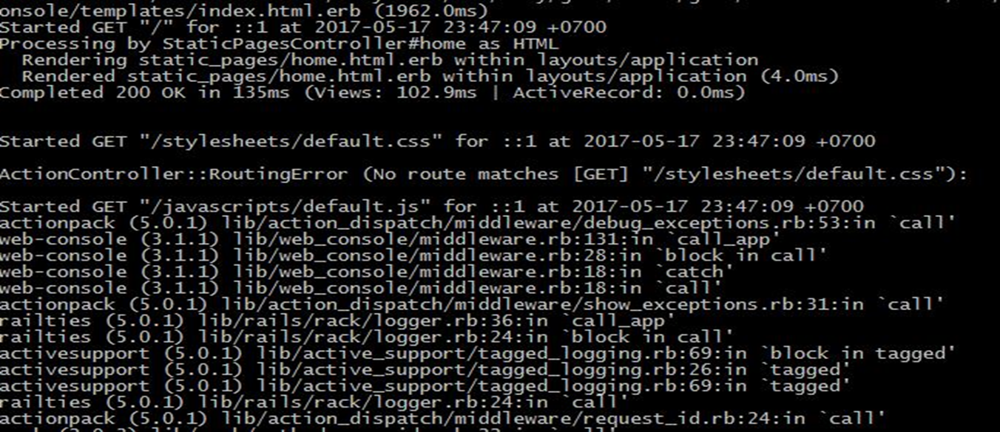 onsole/templates/index.html.erb (1962.0ms)
Started GET "/" for ::1 at 2017-05-17 23:47:09 +0700
Processing by StaticPagesController#home as HTML
  Rendering static_pages/home.html.erb within layouts/application
  Rendered static_pages/home.html.erb within layouts/application (4.0ms)
Completed 200 OK in 135ms (Views: 102.9ms | ActiveRecord: 0.0ms)
Started GET "/stylesheets/default.css" for ::1 at 2017-05-17 23:47:09 +0700
ActionController::RoutingError (No route matches [GET] "/stylesheets/default.css"):
Started GET "/javascripts/default.js" for ::1 at 2017-05-17 23:47:09 +0700
actionpack (5.0.1) lib/action_dispatch/middleware/debug_exceptions.rb:53:in `call'
web-console (3.1.1) lib/web_console/middleware.rb:131:in `call_app'
web-console (3.1.1) lib/web_console/middleware.rb:28:in `block in call'
web-console (3.1.1) lib/web_console/middleware.rb:18:in `catch'
web-console (3.1.1) lib/web_console/middleware.rb:18:in `call'
actionpack (5.0.1) lib/action_dispatch/middleware/show_exceptions.rb:31:in `call'
railties (5.0.1) lib/rails/rack/logger.rb:36:in `call_app'
railties (5.0.1) lib/rails/rack/logger.rb:24:in `block in call'
activesupport (5.0.1) lib/active_support/tagged_logging.rb:69:in `block in tagged'
activesupport (5.0.1) lib/active_support/tagged_logging.rb:26:in `tagged'
activesupport (5.0.1) lib/active_support/tagged_logging.rb:69:in `tagged'
railties (5.0.1) lib/rails/rack/logger.rb:24:in `call'
actionpack (5.0.1) lib/action_dispatch/middleware/request_id.rb:24:in `call'